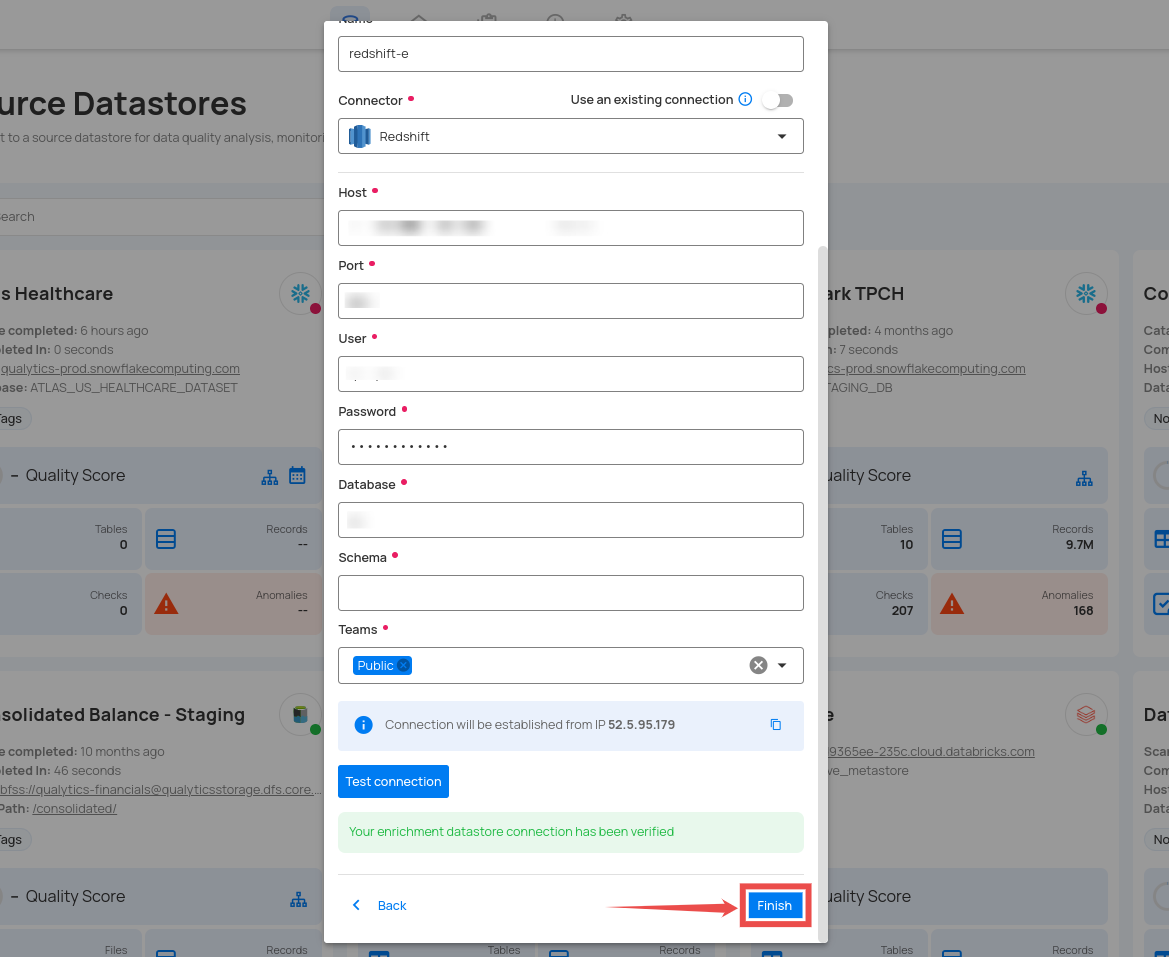 Name
redshift-e
Connector
Use an existing connection
Redshift
Host
Port
User
Password
Database
Schema
Teams
Public
Connection will be established from IP 52.5.95.179
Test connection
Your enrichment datastore connection has been verified
Back
Finish
urce Datastores
t to a source datastore for data quality analysis, monitori
earch
s Healthcare
e completed: 6 hours ago
leted In: 0 seconds
qualytics-prod.snowflakecomputing.com
base: ATLAS_US_HEALTHCARE_DATASET
Tags
– Quality Score
Tables
0
Records
--
Checks
0
Anomalies
--
ark TPCH
pleted: 4 months ago
n: 7 seconds
cs-prod.snowflakecomputing.com
TAGING_DB
uality Score
Tables
10
Records
9.7M
Checks
207
Anomalies
168
Co
Cata
Com
Host
Data
No
nsolidated Balance - Staging
e completed: 10 months ago
leted In: 46 seconds
bfss://qualytics-financials@qualyticsstorage.dfs.core....
Path: /consolidated/
Tags
– Quality Score
Files
Records
Tables
Records
e
9365ee-235c.cloud.databricks.com
ve_metastore
uality Score
Tables
Records
Dat
Scan
Com
Host
Data
No